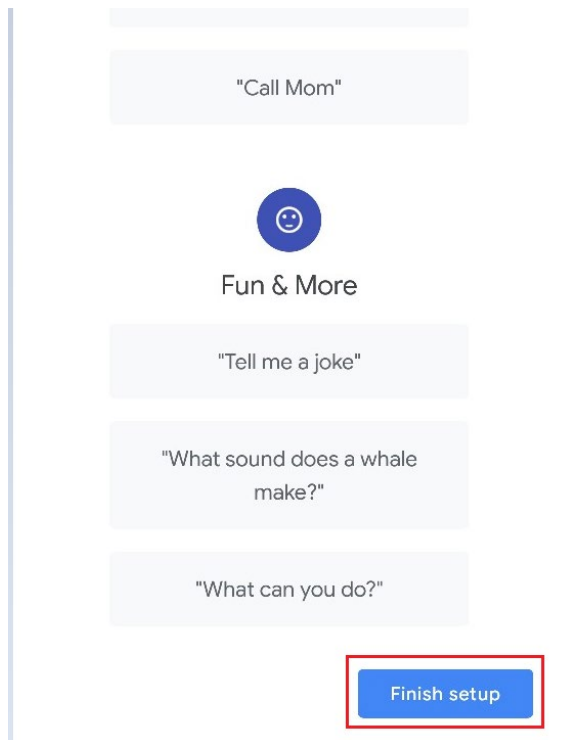 "Call Mom"
Fun & More
"Tell me a joke"
"What sound does a whale
make?"
"What can you do?"
Finish setup